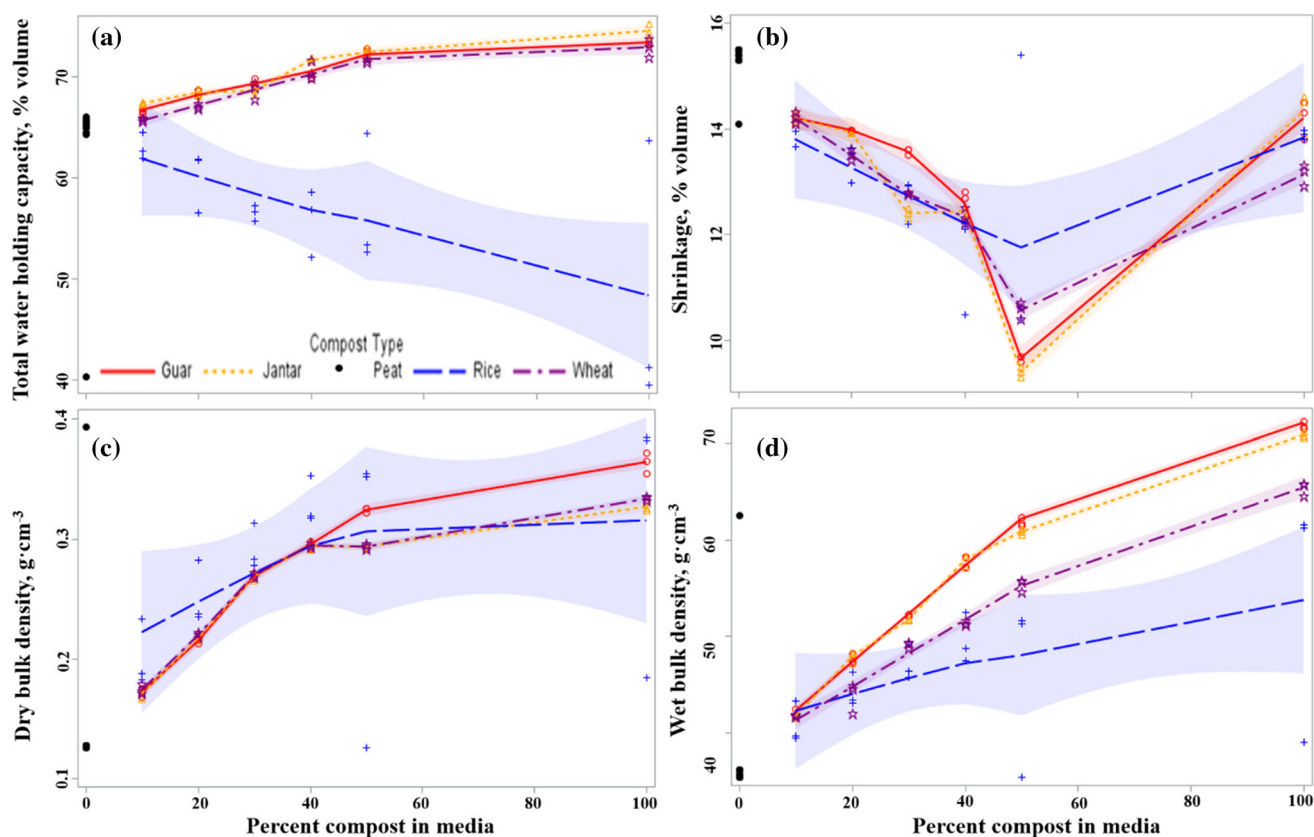 (a)
Total water holding capacity, % volume
70
60
50
40
Compost Type
Guar Jantar Peat Rice Wheat
(b)
Shrinkage, % volume
16
14
12
10
(c)
Dry bulk density, g·cm⁻³
0.4
0.3
0.2
0.1
0 20 40 60 80 100
Percent compost in media
(d)
Wet bulk density, g·cm⁻³
70
60
50
40
0 20 40 60 80 100
Percent compost in media